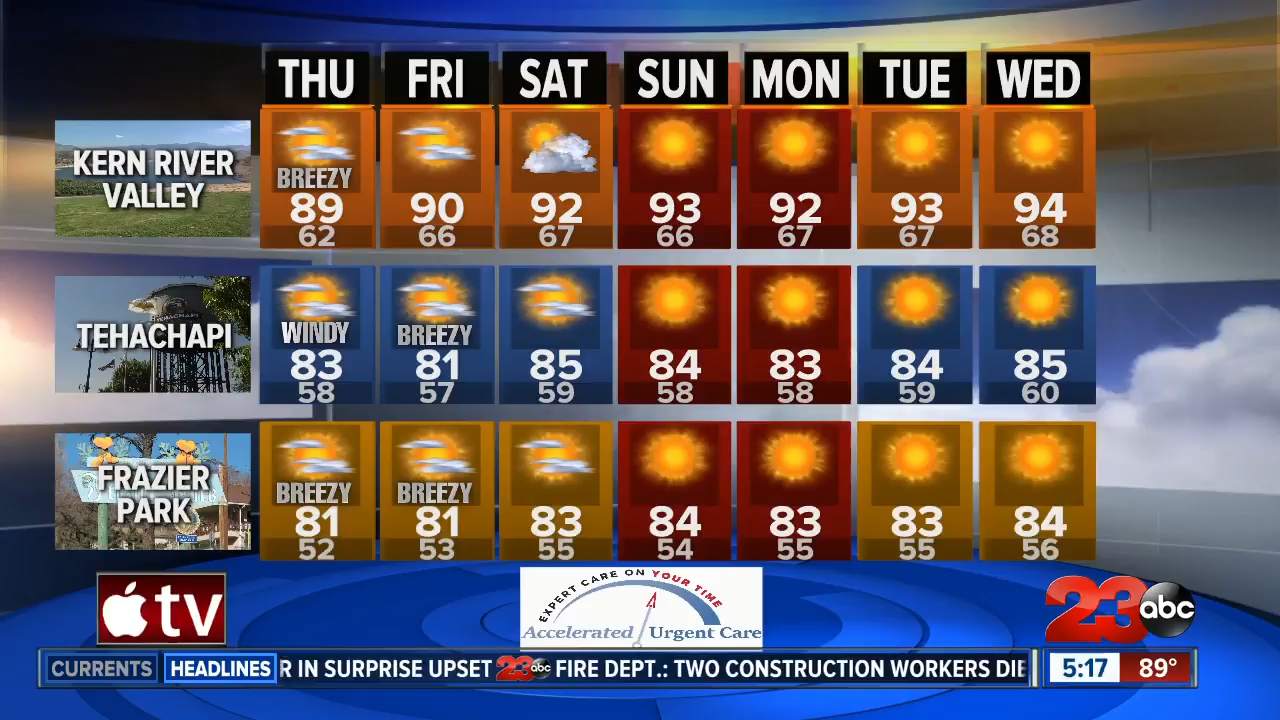 THU FRI SAT SUN MON TUE WED
KERN RIVER
VALLEY
BREEZY
89 90 92 93 92 93 94
62 66 67 66 67 67 68
TEHACHAPI
WINDY BREEZY
83 81 85 84 83 84 85
58 57 59 58 58 59 60
FRAZIER
PARK
BREEZY BREEZY
81 81 83 84 83 83 84
52 53 55 54 55 55 56
tv
EXPERT CARE ON YOUR TIME
Accelerated Urgent Care
23 abc
CURRENTS HEADLINES R IN SURPRISE UPSET 23 abc FIRE DEPT.: TWO CONSTRUCTION WORKERS DIE 5:17 89°